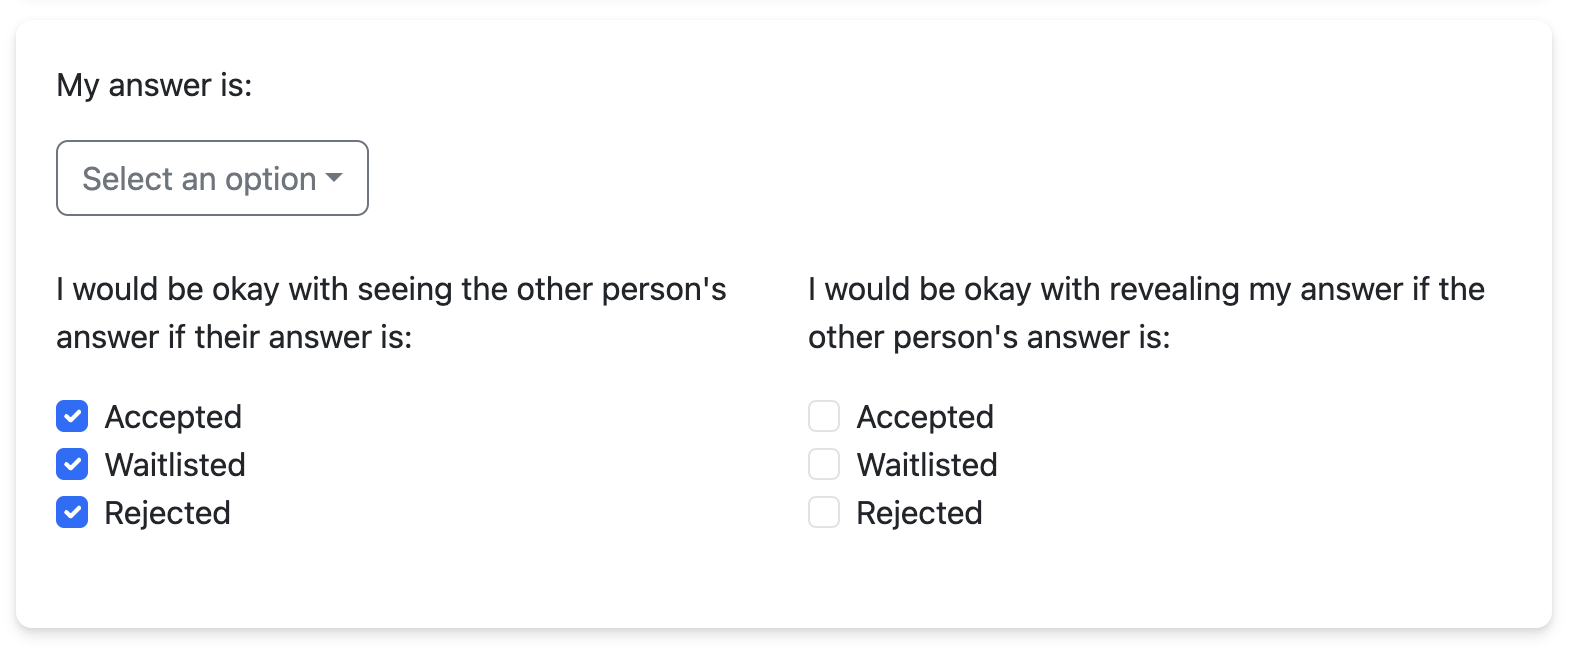 My answer is:
Select an option
I would be okay with seeing the other person's
answer if their answer is:
Accepted
Waitlisted
Rejected
I would be okay with revealing my answer if the
other person's answer is:
Accepted
Waitlisted
Rejected